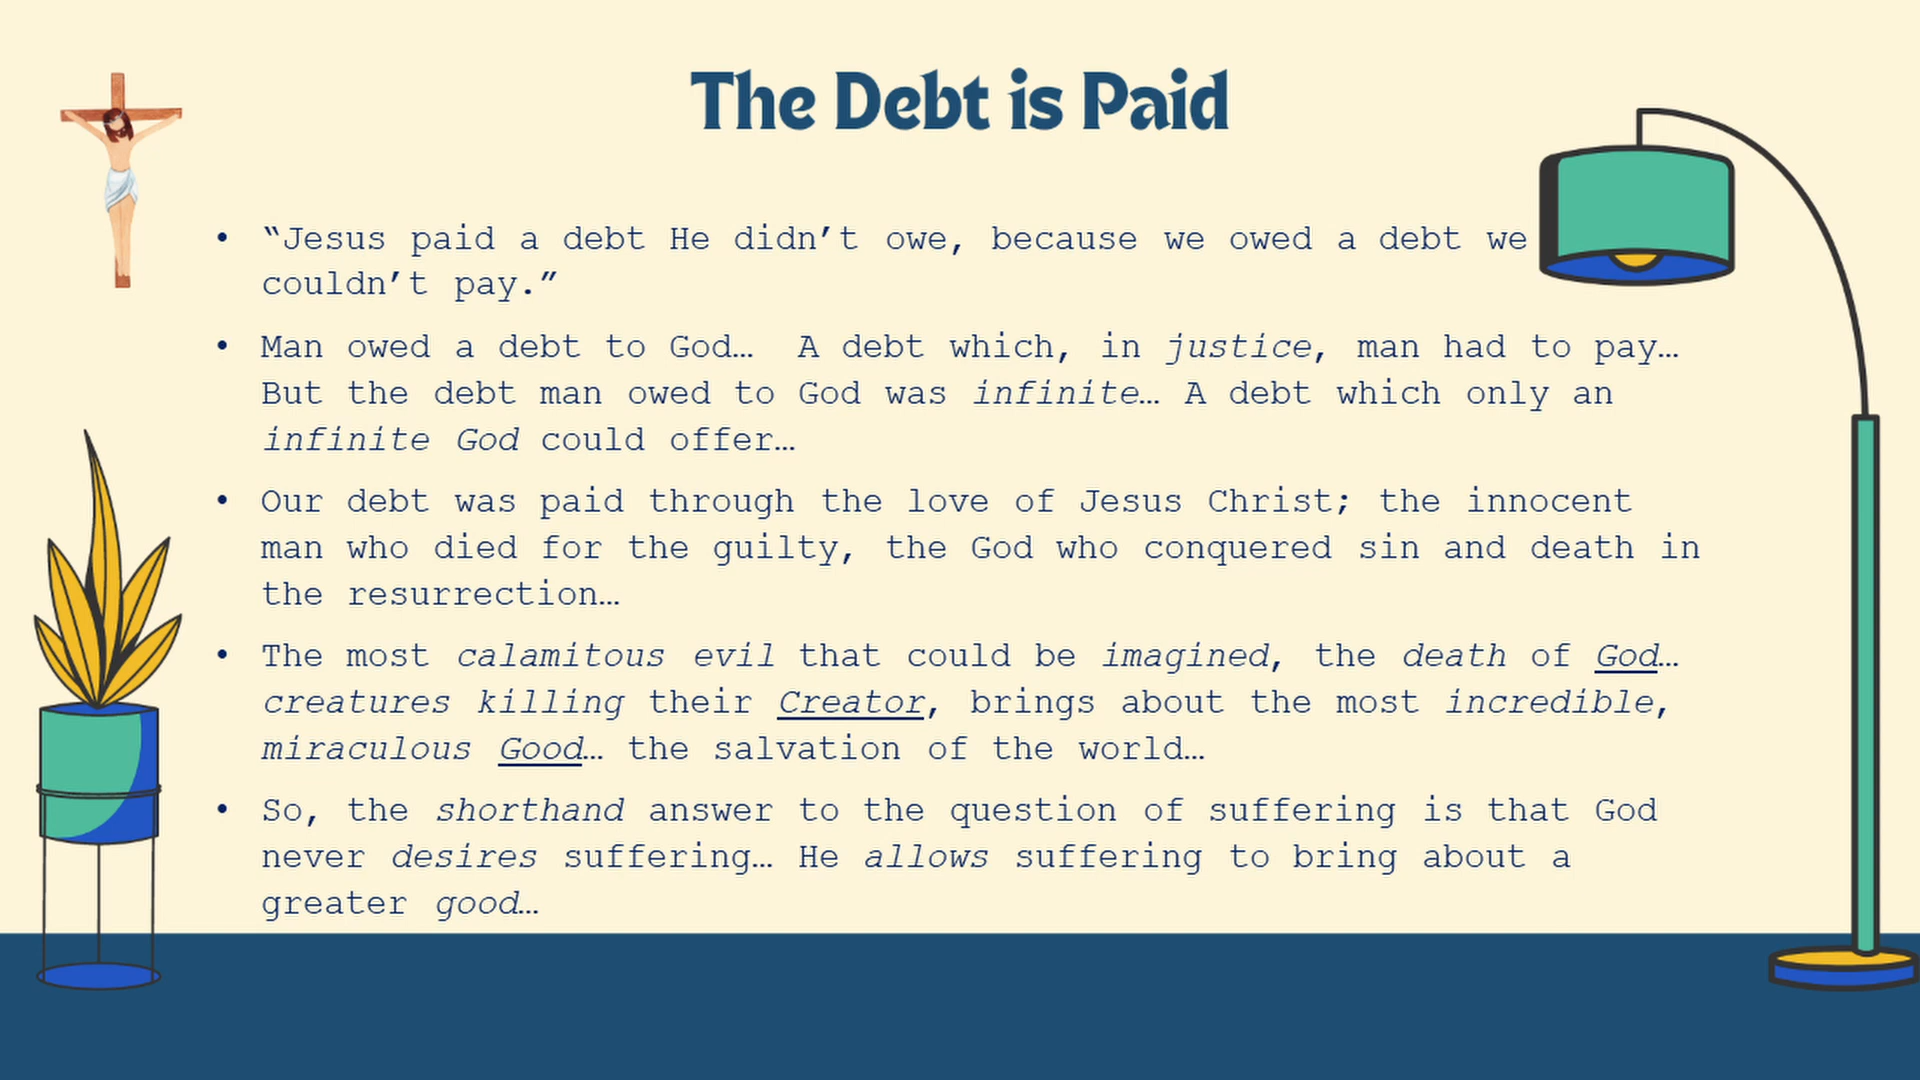 The Debt is Paid
• “Jesus paid a debt He didn’t owe, because we owed a debt we
couldn’t pay.”
• Man owed a debt to God… A debt which, in justice, man had to pay…
But the debt man owed to God was infinite… A debt which only an
infinite God could offer…
• Our debt was paid through the love of Jesus Christ; the innocent
man who died for the guilty, the God who conquered sin and death in
the resurrection…
• The most calamitous evil that could be imagined, the death of God…
creatures killing their Creator, brings about the most incredible,
miraculous Good… the salvation of the world…
• So, the shorthand answer to the question of suffering is that God
never desires suffering… He allows suffering to bring about a
greater good…